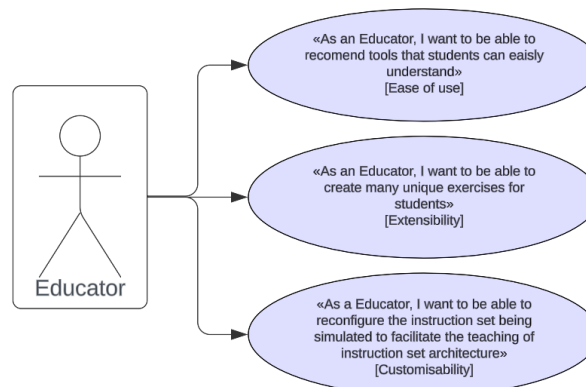 «As an Educator, I want to be able to
recomend tools that students can eaisly
understand»
[Ease of use]
«As an Educator, I want to be able to
create many unique exercises for
students»
[Extensibility]
Educator
«As a Educator, I want to be able to
reconfigure the instruction set being
simulated to facilitate the teaching of
instruction set architecture»
[Customisability]